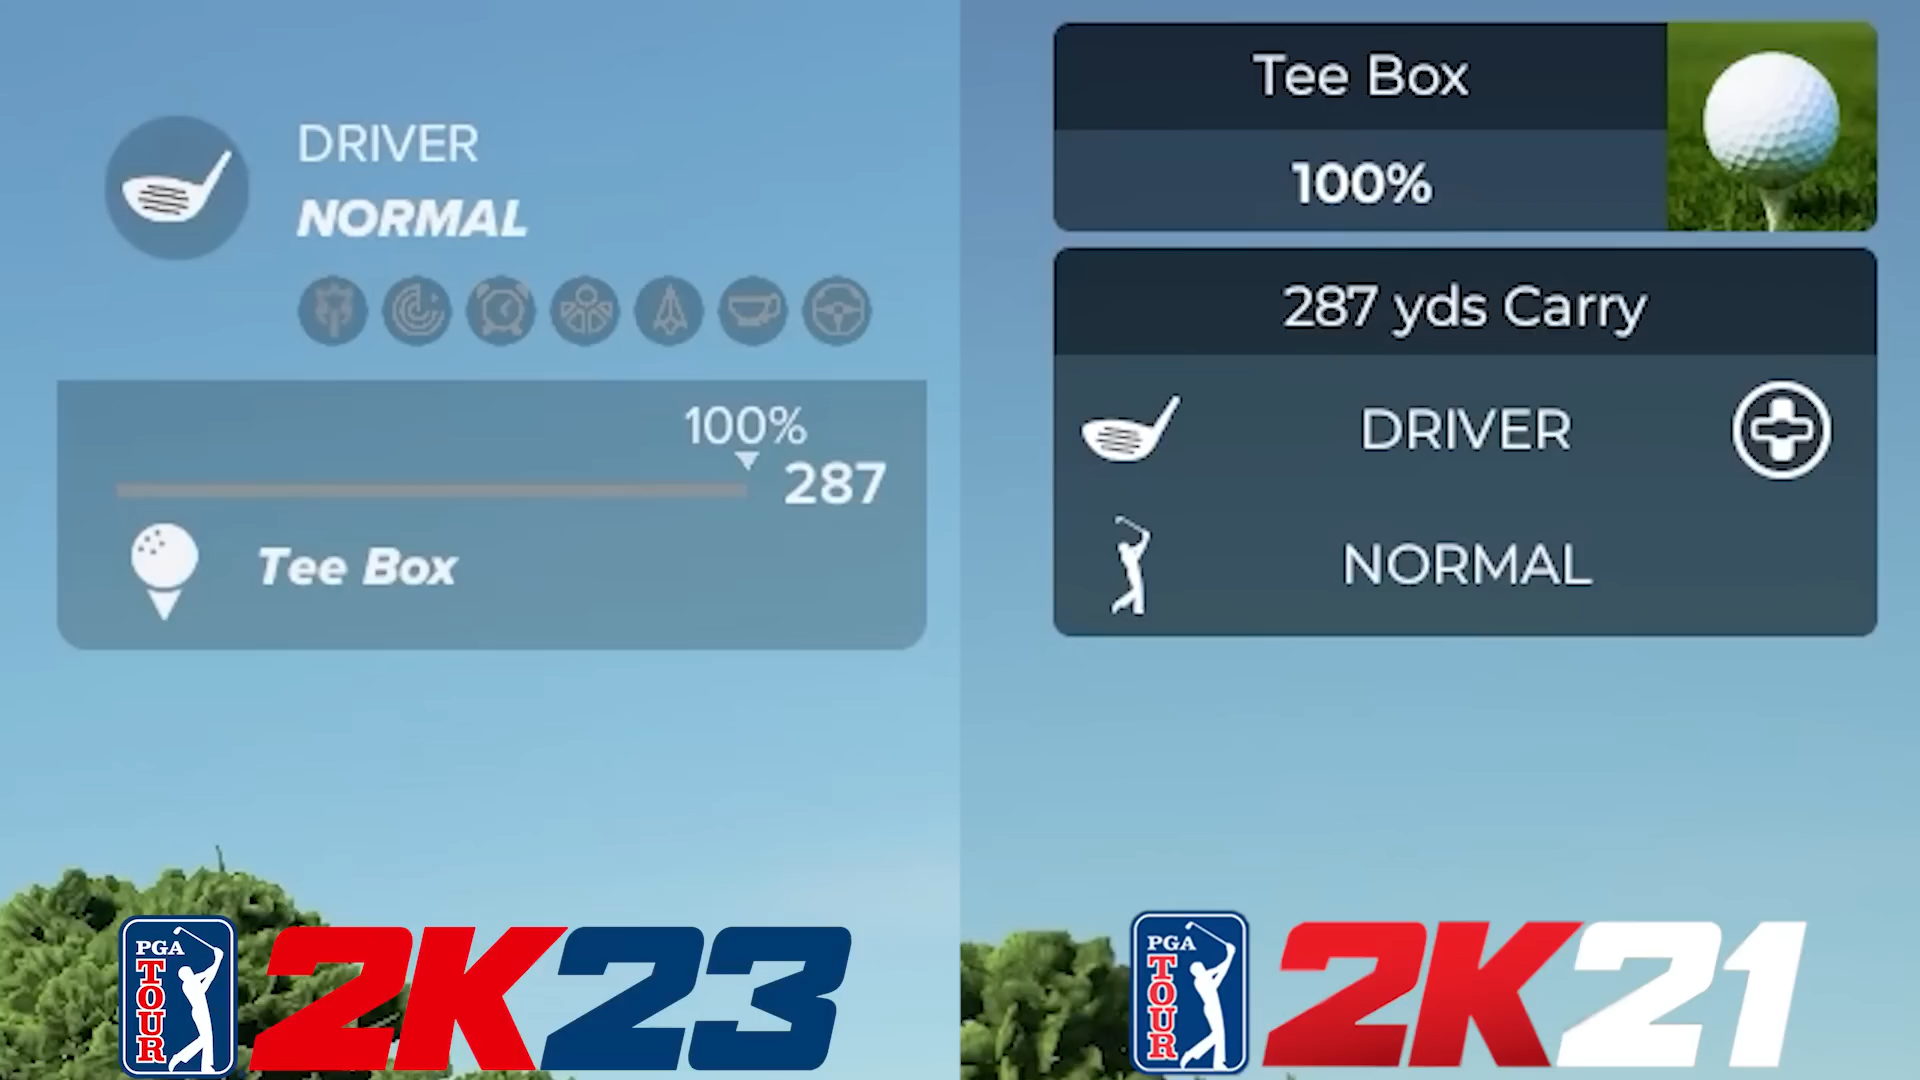 DRIVER
NORMAL
100%
287
Tee Box
PGA
TOUR
2K23
Tee Box
100%
287 yds Carry
DRIVER
NORMAL
PGA
TOUR
2K21